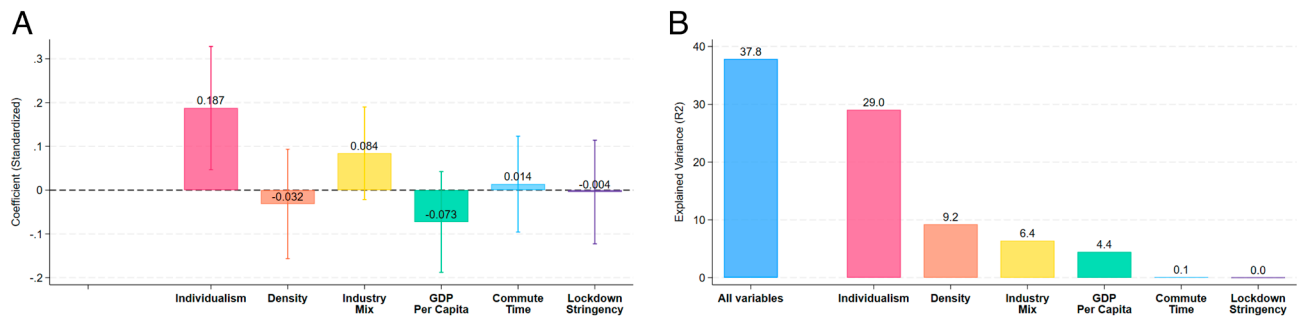 A
Coefficient (Standardized)
.3
.2
.1
0
-.1
-.2
0.187
-0.032
0.084
-0.073
0.014
-0.004
Individualism
Density
Industry
Mix
GDP
Per Capita
Commute
Time
Lockdown
Stringency
B
Explained Variance (R2)
40
30
20
10
0
37.8
29.0
9.2
6.4
4.4
0.1
0.0
All variables
Individualism
Density
Industry
Mix
GDP
Per Capita
Commute
Time
Lockdown
Stringency